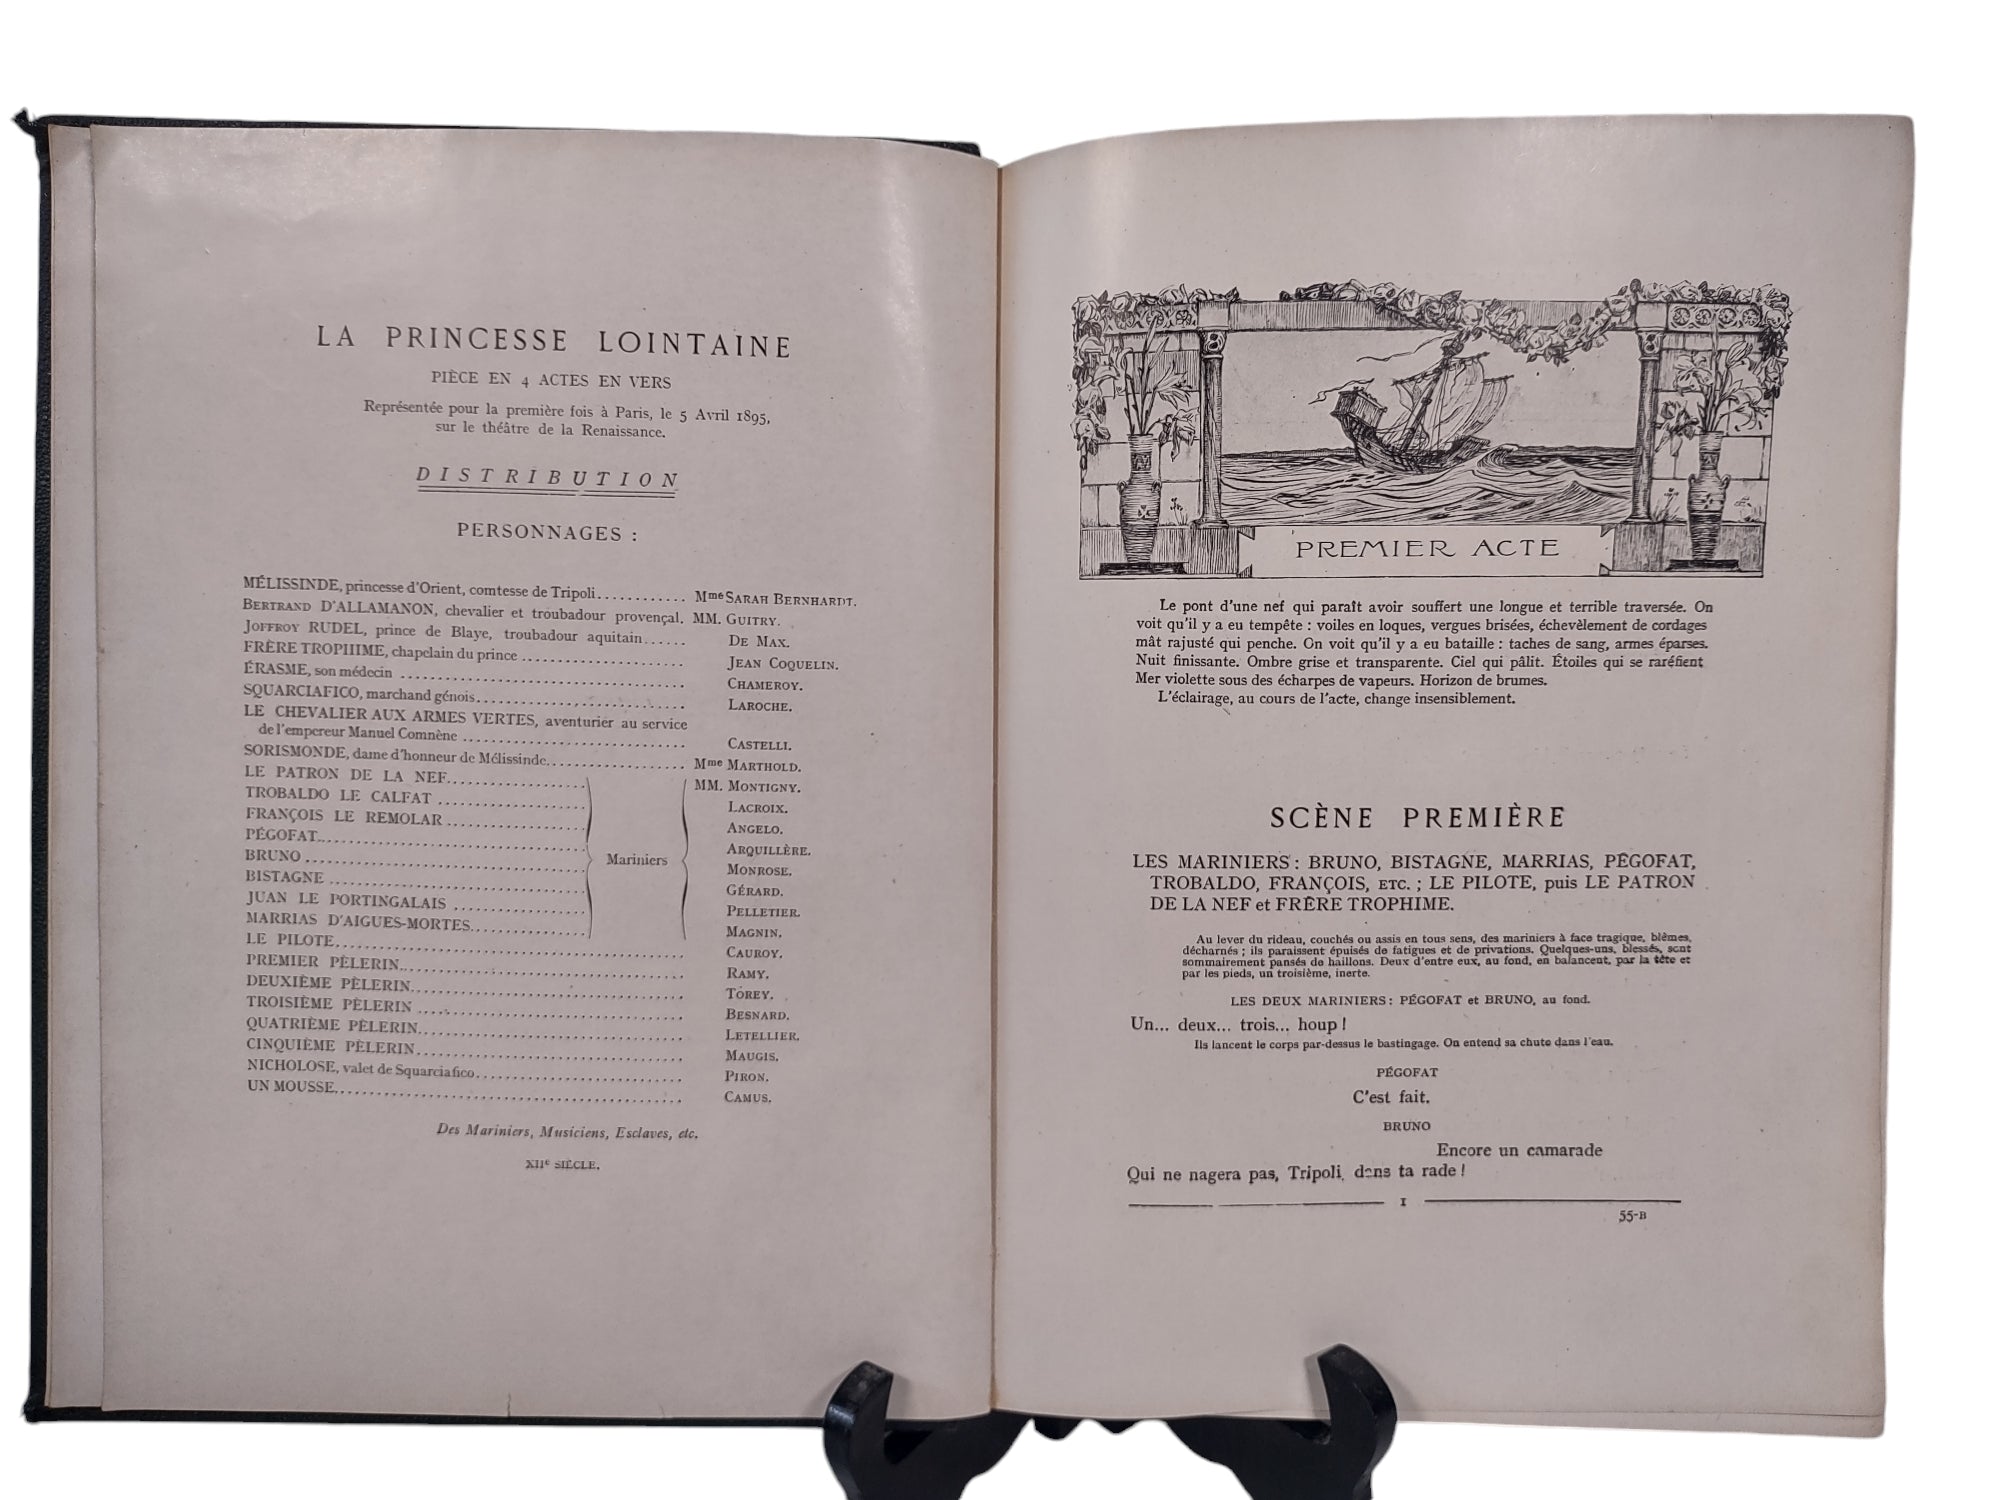 LA PRINCESSE LOINTAINE
PIÈCE EN 4 ACTES EN VERS
Représentée pour la première fois à Paris, le 5 Avril 1895,
sur le théâtre de la Renaissance.
DISTRIBUTION
PERSONNAGES :
MÉLISSINDE, princesse d'Orient, comtesse de Tripoli............ Mme SARAH BERNHARDT.
BERTRAND D'ALLAMANON, chevalier et troubadour provençal. MM. GUITRY.
JOFFROY RUDEL, prince de Blaye, troubadour aquitain...... DE MAX.
FRÈRE TROPHIME, chapelain du prince ........................ JEAN COQUELIN.
ÉRASME, son médecin ........................................... CHAMEROY.
SQUARCIAFICO, marchand génois............................... LAROCHE.
LE CHEVALIER AUX ARMES VERTES, aventurier au service
de l'empereur Manuel Comnène ................................ CASTELLI.
SORISMONDE, dame d'honneur de Mélissinde.................... Mme MARTHOLD.
LE PATRON DE LA NEF.................... MM. MONTIGNY.
TROBALDO LE CALFAT .................... LACROIX.
FRANÇOIS LE REMOLAR .................... ANGELO.
PÉGOFAT.................................... ARQUILLÈRE.
BRUNO ..................................... Mariniers MONROSE.
BISTAGNE .................................. GÉRARD.
JUAN LE PORTINGALAIS .................... PELLETIER.
MARRIAS D'AIGUES-MORTES................ MAGNIN.
LE PILOTE.................................................. CAUROY.
PREMIER PÈLERIN.......................................... RAMY.
DEUXIÈME PÈLERIN........................................ TOREY.
TROISIÈME PÈLERIN ....................................... BESNARD.
QUATRIÈME PÈLERIN...................................... LETELLIER.
CINQUIÈME PÈLERIN....................................... MAUGIS.
NICHOLOSE, valet de Squarciafico.............................. PIRON.
UN MOUSSE................................................ CAMUS.
Des Mariniers, Musiciens, Esclaves, etc.
XIIe SIÈCLE.
PREMIER ACTE
Le pont d'une nef qui paraît avoir souffert une longue et terrible traversée. On
voit qu'il y a eu tempête : voiles en loques, vergues brisées, échevèlement de cordages
mât rajusté qui penche. On voit qu'il y a eu bataille : taches de sang, armes éparses.
Nuit finissante. Ombre grise et transparente. Ciel qui pâlit. Étoiles qui se raréfient
Mer violette sous des écharpes de vapeurs. Horizon de brumes.
L'éclairage, au cours de l'acte, change insensiblement.
SCÈNE PREMIÈRE
LES MARINIERS : BRUNO, BISTAGNE, MARRIAS, PÉGOFAT,
TROBALDO, FRANÇOIS, ETC. ; LE PILOTE, puis LE PATRON
DE LA NEF et FRÈRE TROPHIME.
Au lever du rideau, couchés ou assis en tous sens, des mariniers à face tragique, blêmes,
décharnés ; ils paraissent épuisés de fatigues et de privations. Quelques-uns, blessés, sont
sommairement pansés de haillons. Deux d'entre eux, au fond, en balancent, par la tête et
par les pieds, un troisième, inerte.
LES DEUX MARINIERS : PÉGOFAT et BRUNO, au fond.
Un... deux... trois... houp !
Ils lancent le corps par-dessus le bastingage. On entend sa chute dans l'eau.
PÉGOFAT
C'est fait.
BRUNO
Encore un camarade
Qui ne nagera pas, Tripoli, dans ta rade !
1
55-B